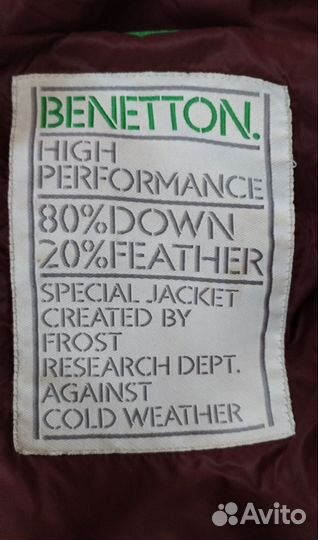 BENETTON.
HIGH
PERFORMANCE
80%DOWN
20%FEATHER
SPECIAL JACKET
CREATED BY
FROST
RESEARCH DEPT.
AGAINST
COLD WEATHER
Avito